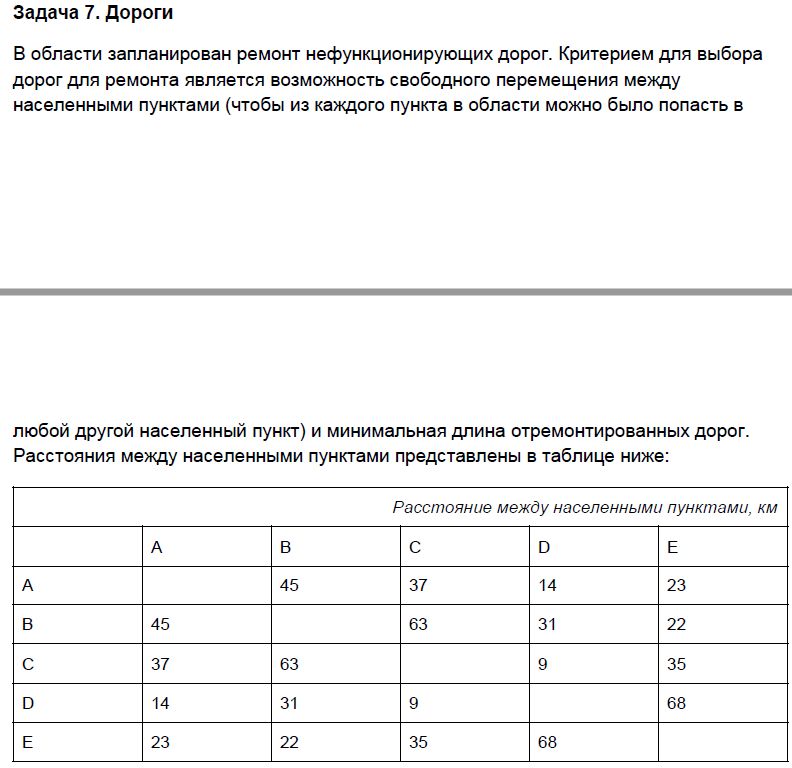 Задача 7. Дороги
В области запланирован ремонт нефункционирующих дорог. Критерием для выбора
дорог для ремонта является возможность свободного перемещения между
населенными пунктами (чтобы из каждого пункта в области можно было попасть в
любой другой населенный пункт) и минимальная длина отремонтированных дорог.
Расстояния между населенными пунктами представлены в таблице ниже:
Расстояние между населенными пунктами, км
A B C D E
A 45 37 14 23
B 45 63 31 22
C 37 63 9 35
D 14 31 9 68
E 23 22 35 68